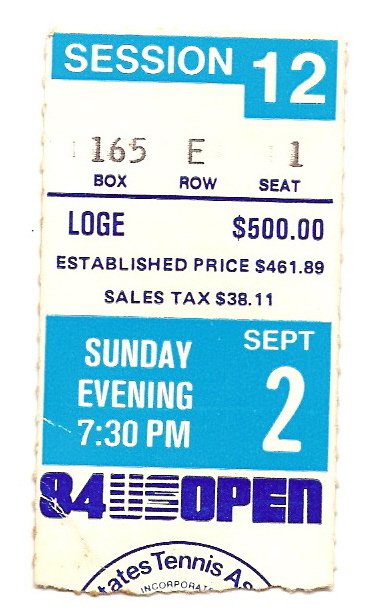 SESSION 12
165 E 1
BOX ROW SEAT
LOGE $500.00
ESTABLISHED PRICE $461.89
SALES TAX $38.11
SUNDAY
EVENING
7:30 PM
SEPT
2
84 US OPEN
tates Tennis As
INCORPORATE